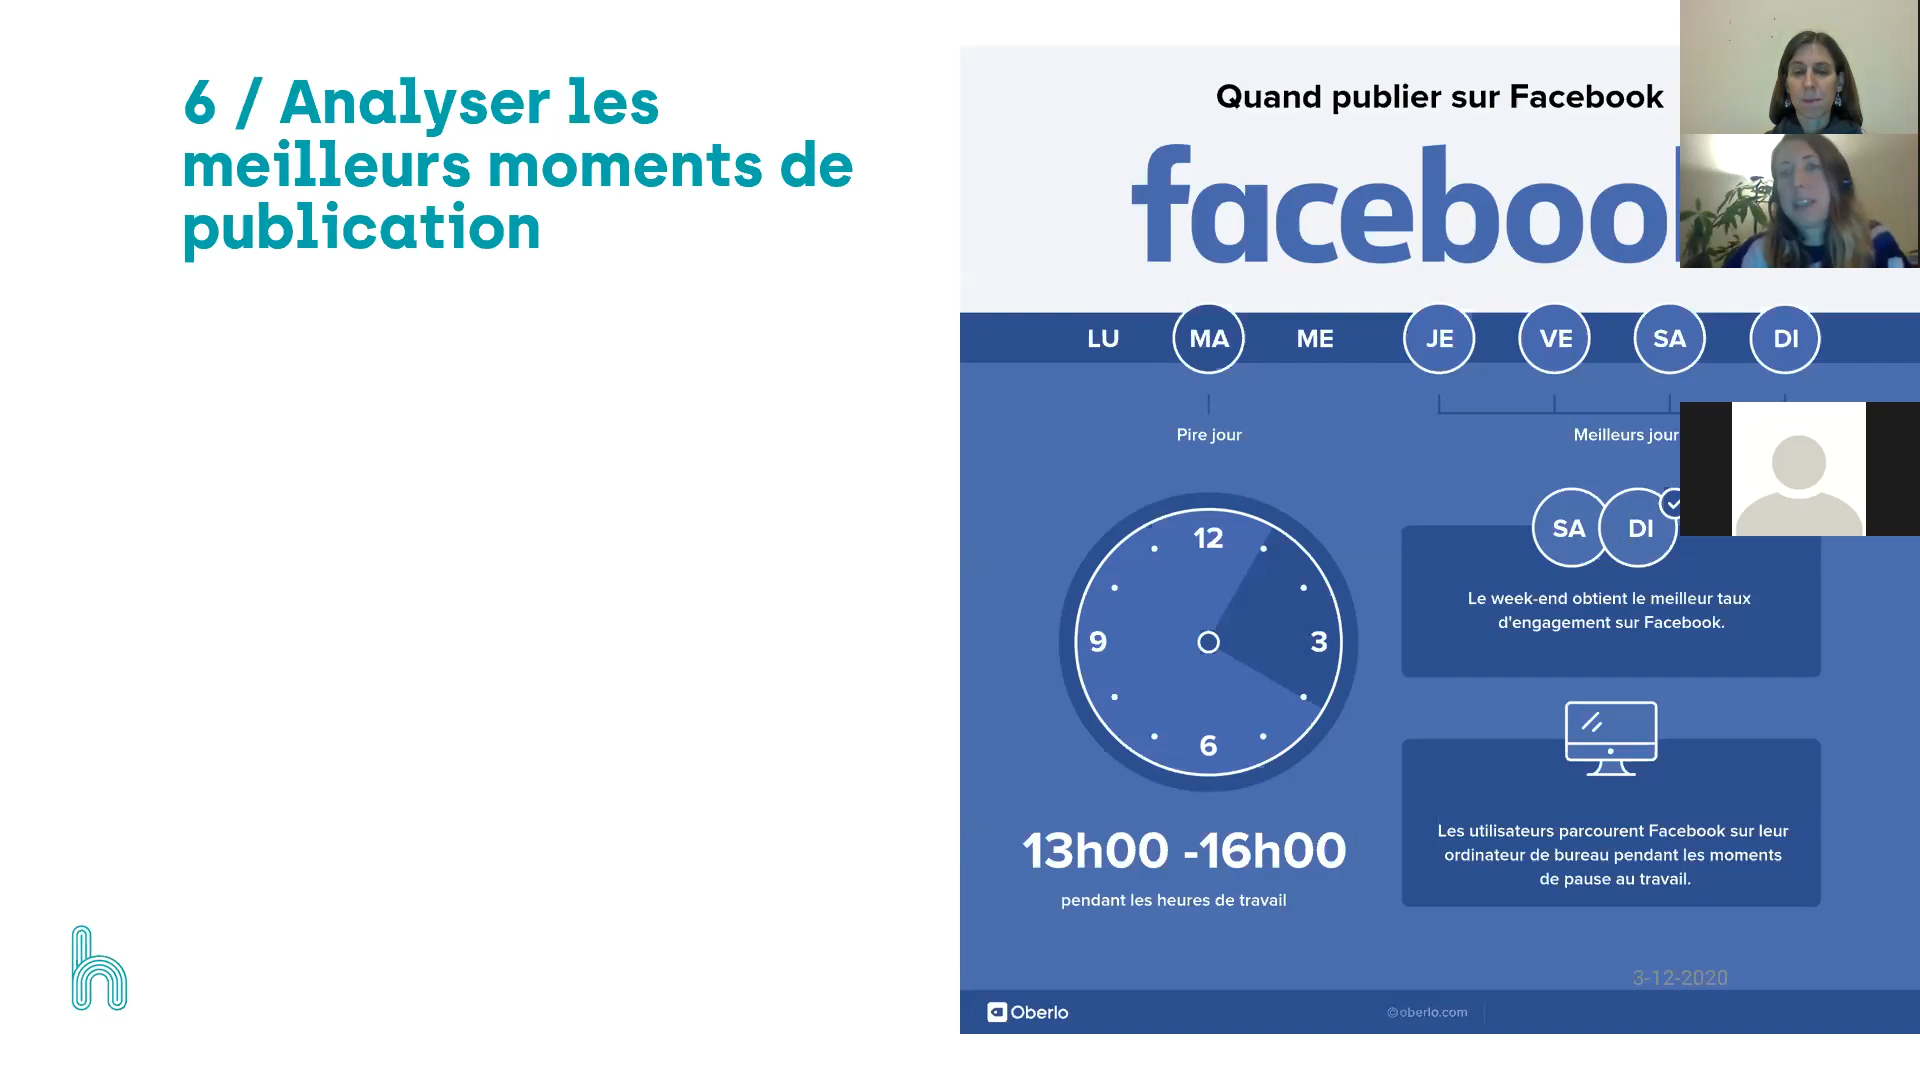 6 / Analyser les
meilleurs moments de
publication
Quand publier sur Facebook
faceboo
LU MA ME JE VE SA DI
Pire jour
Meilleurs jour
12
3
6
9
SA DI
Le week-end obtient le meilleur taux
d'engagement sur Facebook.
13h00 -16h00
pendant les heures de travail
Les utilisateurs parcourent Facebook sur leur
ordinateur de bureau pendant les moments
de pause au travail.
3-12-2020
Oberlo
©oberlo.com
h